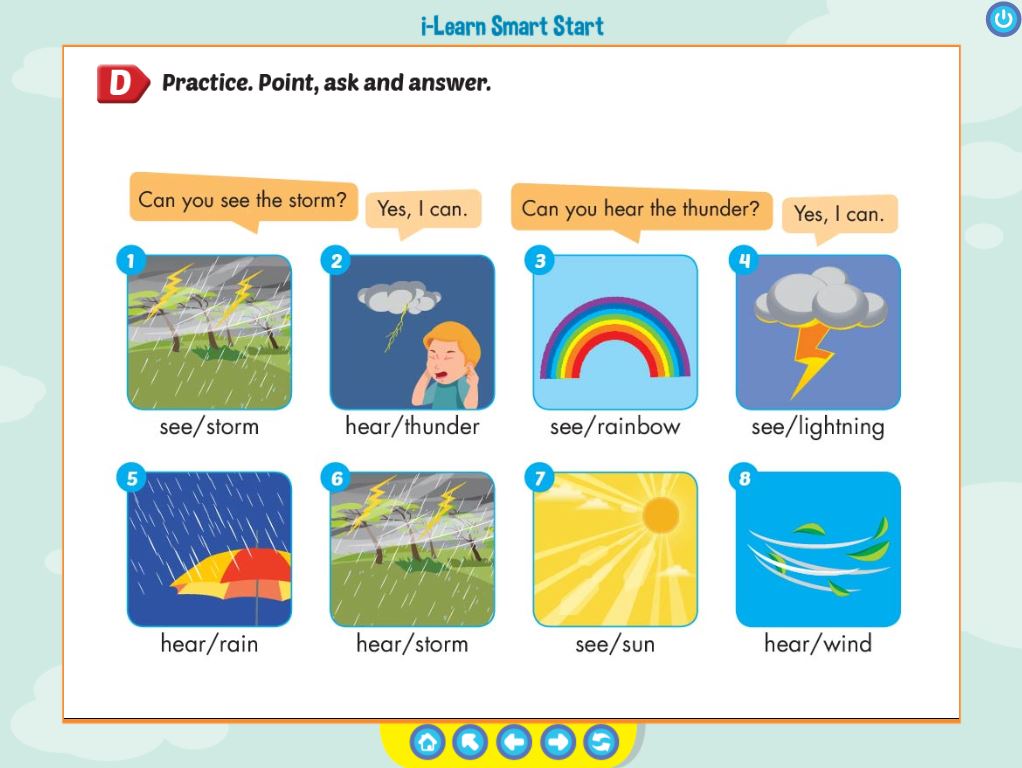 i-Learn Smart Start
D Practice. Point, ask and answer.
Can you see the storm?
Yes, I can.
Can you hear the thunder?
Yes, I can.
1
see/storm
2
hear/thunder
3
see/rainbow
4
see/lightning
5
hear/rain
6
hear/storm
7
see/sun
8
hear/wind